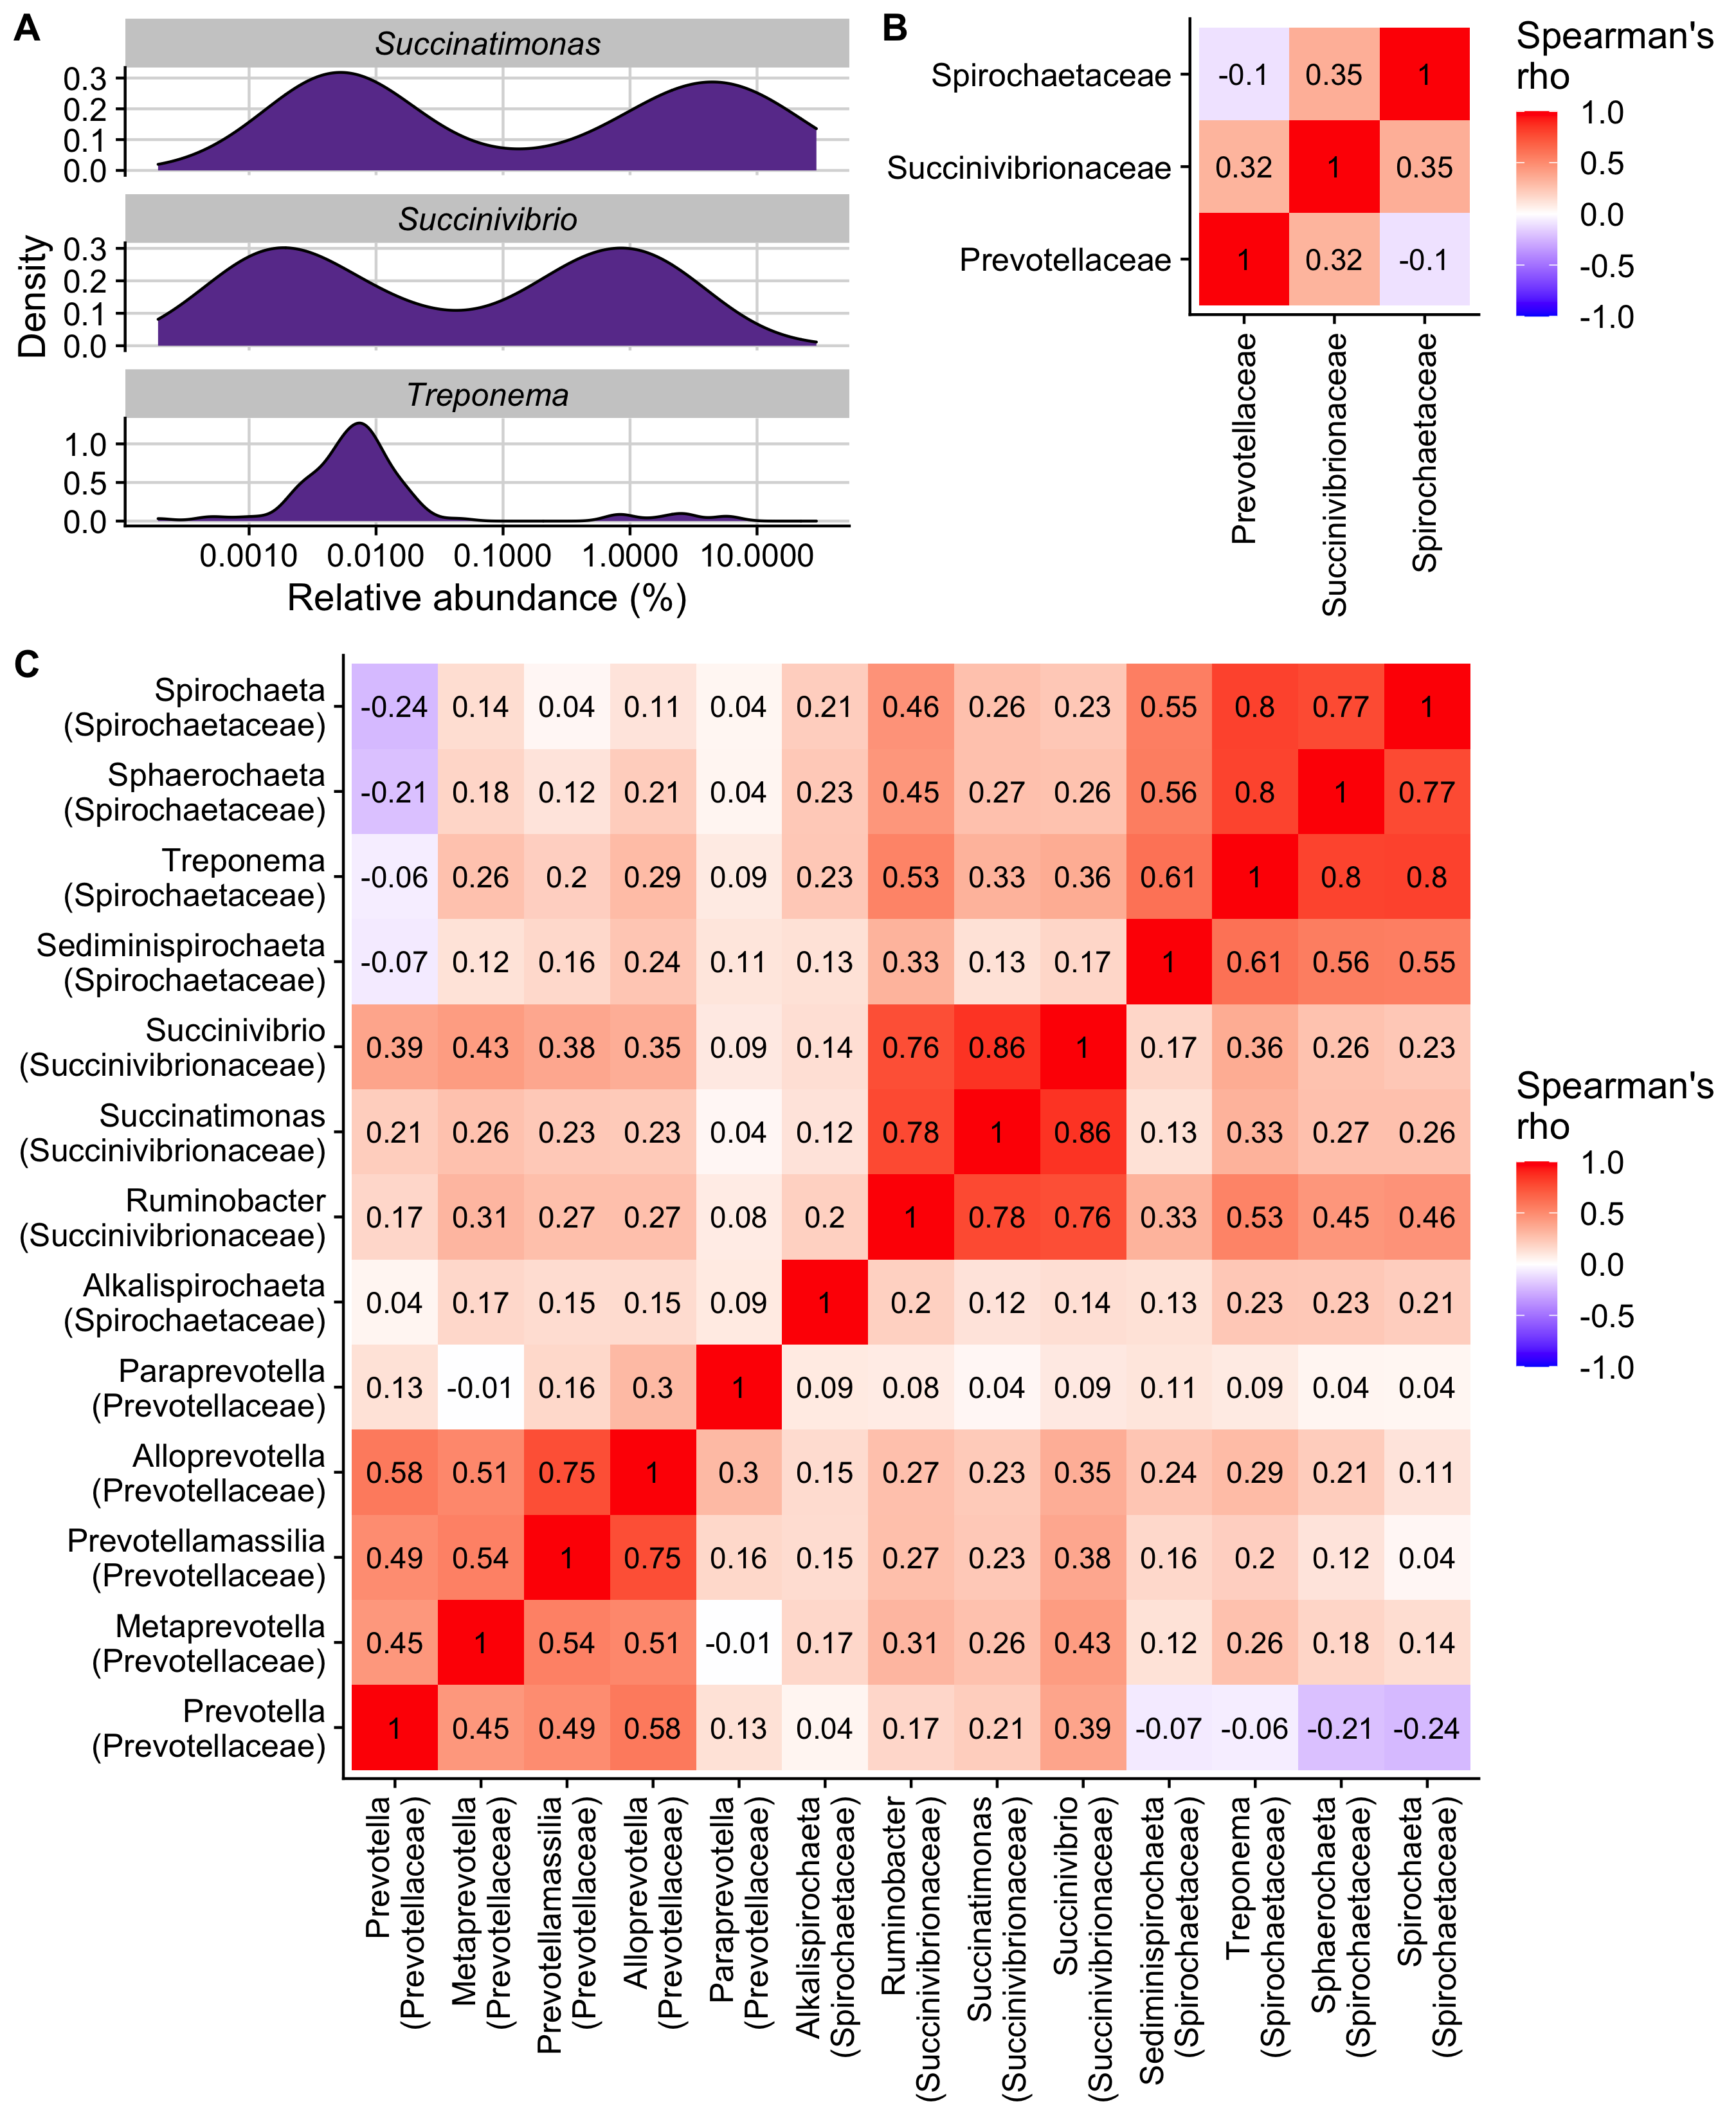 A
Succinatimonas
0.3
0.2
0.1
0.0
Succinivibrio
0.3
0.2
0.1
0.0
Treponema
1.0
0.5
0.0
Density
0.0010 0.0100 0.1000 1.0000 10.0000
Relative abundance (%)
B
Spirochaetaceae -0.1 0.35 1
Succinivibrionaceae 0.32 1 0.35
Prevotellaceae 1 0.32 -0.1
Prevotellaceae
Succinivibrionaceae
Spirochaetaceae
Spearman's
rho
1.0
0.5
0.0
-0.5
-1.0
C
Spirochaeta
(Spirochaetaceae)
-0.24 0.14 0.04 0.11 0.04 0.21 0.46 0.26 0.23 0.55 0.8 0.77 1
Sphaerochaeta
(Spirochaetaceae)
-0.21 0.18 0.12 0.21 0.04 0.23 0.45 0.27 0.26 0.56 0.8 1 0.77
Treponema
(Spirochaetaceae)
-0.06 0.26 0.2 0.29 0.09 0.23 0.53 0.33 0.36 0.61 1 0.8 0.8
Sediminispirochaeta
(Spirochaetaceae)
-0.07 0.12 0.16 0.24 0.11 0.13 0.33 0.13 0.17 1 0.61 0.56 0.55
Succinivibrio
(Succinivibrionaceae)
0.39 0.43 0.38 0.35 0.09 0.14 0.76 0.86 1 0.17 0.36 0.26 0.23
Succinatimonas
(Succinivibrionaceae)
0.21 0.26 0.23 0.23 0.04 0.12 0.78 1 0.86 0.13 0.33 0.27 0.26
Ruminobacter
(Succinivibrionaceae)
0.17 0.31 0.27 0.27 0.08 0.2 1 0.78 0.76 0.33 0.53 0.45 0.46
Alkalispirochaeta
(Spirochaetaceae)
0.04 0.17 0.15 0.15 0.09 1 0.2 0.12 0.14 0.13 0.23 0.23 0.21
Paraprevotella
(Prevotellaceae)
0.13 -0.01 0.16 0.3 1 0.09 0.08 0.04 0.09 0.11 0.09 0.04 0.04
Alloprevotella
(Prevotellaceae)
0.58 0.51 0.75 1 0.3 0.15 0.27 0.23 0.35 0.24 0.29 0.21 0.11
Prevotellamassilia
(Prevotellaceae)
0.49 0.54 1 0.75 0.16 0.15 0.27 0.23 0.38 0.16 0.2 0.12 0.04
Metaprevotella
(Prevotellaceae)
0.45 1 0.54 0.51 -0.01 0.17 0.31 0.26 0.43 0.12 0.26 0.18 0.14
Prevotella
(Prevotellaceae)
1 0.45 0.49 0.58 0.13 0.04 0.17 0.21 0.39 -0.07 -0.06 -0.21 -0.24
Prevotella
(Prevotellaceae)
Metaprevotella
(Prevotellaceae)
Prevotellamassilia
(Prevotellaceae)
Alloprevotella
(Prevotellaceae)
Paraprevotella
(Prevotellaceae)
Alkalispirochaeta
(Spirochaetaceae)
Ruminobacter
(Succinivibrionaceae)
Succinatimonas
(Succinivibrionaceae)
Succinivibrio
(Succinivibrionaceae)
Sediminispirochaeta
(Spirochaetaceae)
Treponema
(Spirochaetaceae)
Sphaerochaeta
(Spirochaetaceae)
Spirochaeta
(Spirochaetaceae)
Spearman's
rho
1.0
0.5
0.0
-0.5
-1.0